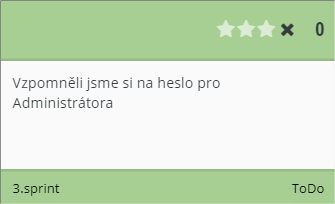 0
Vzpomněli jsme si na heslo pro
Administrátora
3.sprint
ToDo